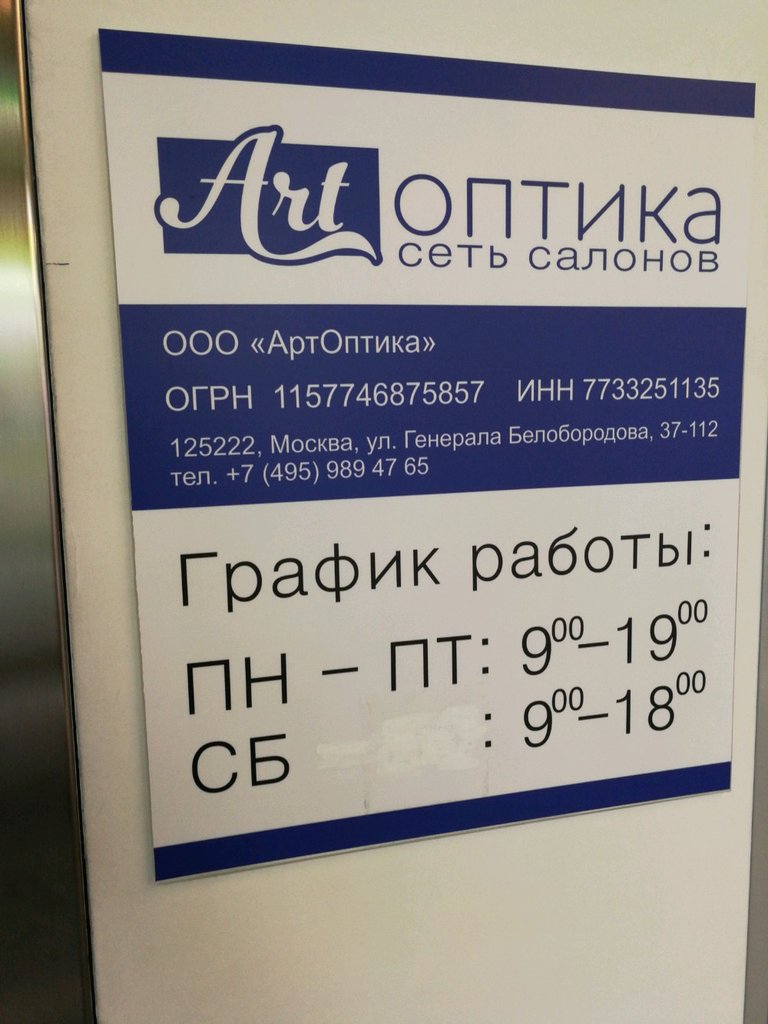 Art оптика
сеть салонов
ООО «АртОптика»
ОГРН 1157746875857 ИНН 7733251135
125222, Москва, ул. Генерала Белобородова, 37-112
тел. +7 (495) 989 47 65
График работы:
ПН – ПТ: 9⁰⁰–19⁰⁰
СБ : 9⁰⁰–18⁰⁰